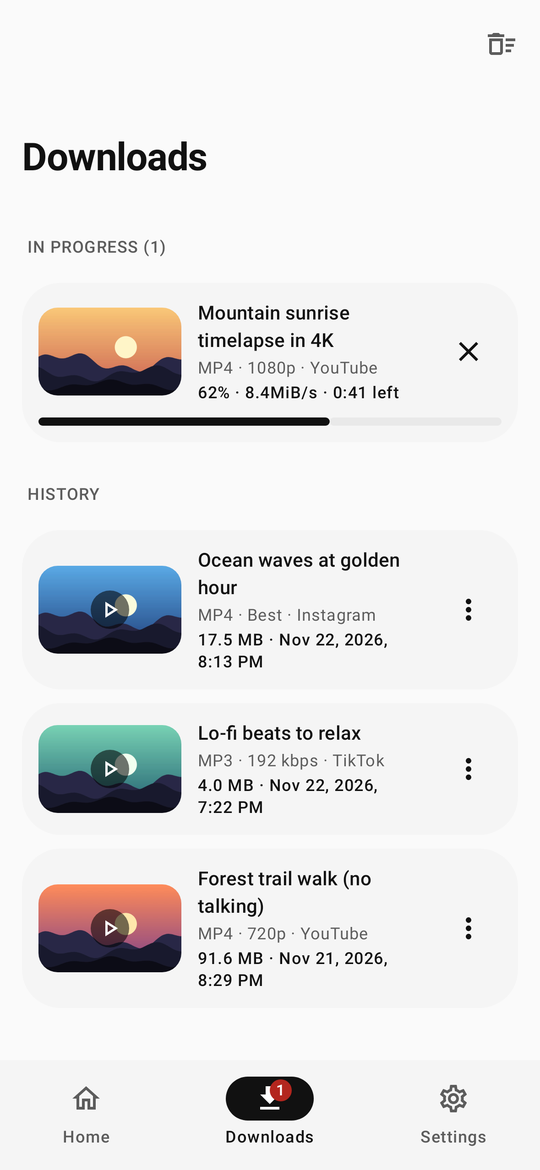 Downloads
IN PROGRESS (1)
Mountain sunrise
timelapse in 4K
MP4 · 1080p · YouTube
62% · 8.4MiB/s · 0:41 left
HISTORY
Ocean waves at golden
hour
MP4 · Best · Instagram
17.5 MB · Nov 22, 2026,
8:13 PM
Lo-fi beats to relax
MP3 · 192 kbps · TikTok
4.0 MB · Nov 22, 2026,
7:22 PM
Forest trail walk (no
talking)
MP4 · 720p · YouTube
91.6 MB · Nov 21, 2026,
8:29 PM
1
Home
Downloads
Settings